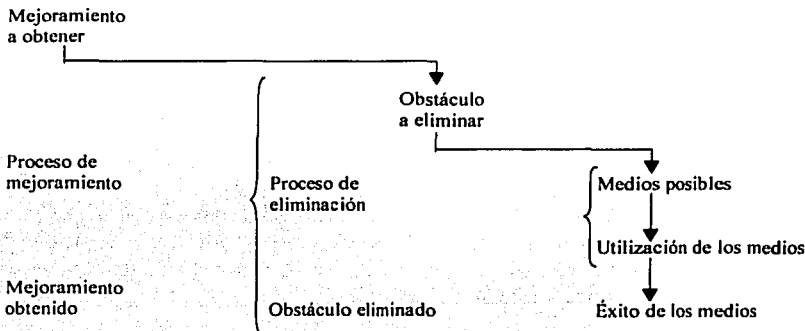 Mejoramiento
a obtener
Obstáculo
a eliminar
Proceso de
mejoramiento
Proceso de
eliminación
Medios posibles
Utilización de los medios
Mejoramiento
obtenido
Obstáculo eliminado
Éxito de los medios